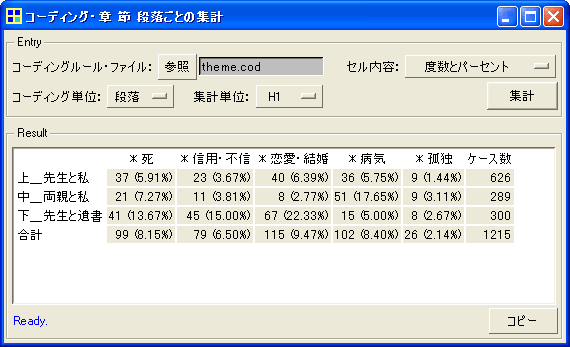 コーディング・章 節 段落ごとの集計
Entry
コーディングルール・ファイル: 参照 theme.cod セル内容: 度数とパーセント
コーディング単位: 段落 集計単位: H1 集計
Result
* 死 * 信用・不信 * 恋愛・結婚 * 病気 * 孤独 ケース数
上__先生と私 37 (5.91%) 23 (3.67%) 40 (6.39%) 36 (5.75%) 9 (1.44%) 626
中__両親と私 21 (7.27%) 11 (3.81%) 8 (2.77%) 51 (17.65%) 9 (3.11%) 289
下__先生と遺書 41 (13.67%) 45 (15.00%) 67 (22.33%) 15 (5.00%) 8 (2.67%) 300
合計 99 (8.15%) 79 (6.50%) 115 (9.47%) 102 (8.40%) 26 (2.14%) 1215
Ready. コピー